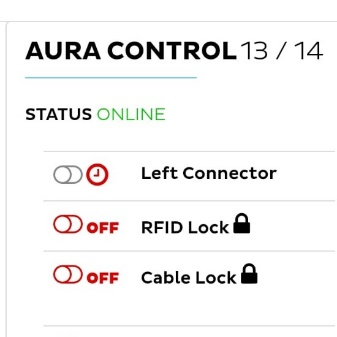 AURA CONTROL 13 / 14
STATUS ONLINE
Left Connector
OFF RFID Lock
OFF Cable Lock